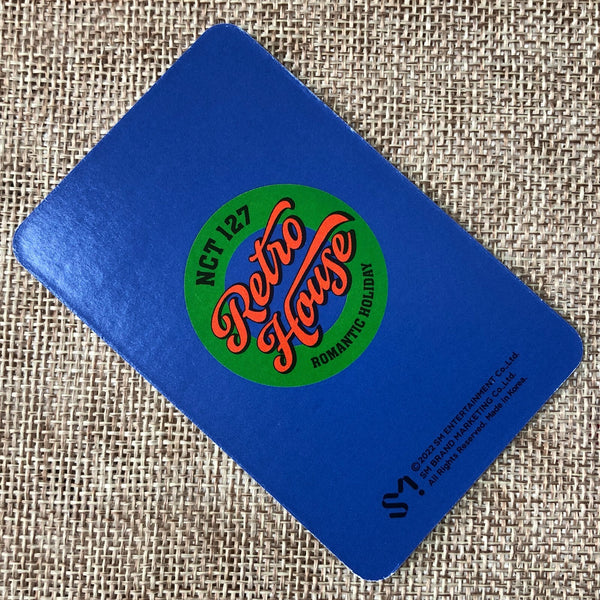 NCT 127
Retro
House
ROMANTIC HOLIDAY
SM
©2022 SM ENTERTAINMENT Co.,Ltd.
SM BRAND MARKETING Co.,Ltd.
All Rights Reserved. Made in Korea.